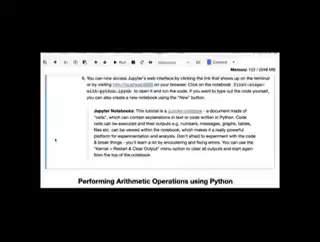 Run
Markdown
Commit
Memory: 123 / 2048 MB
6. You can now access Jupyter's web interface by clicking the link that shows up on the terminal
or by visiting http://localhost:8888 on your browser. Click on the notebook
to open it and run the code. If you want to type out the code yourself,
you can also create a new notebook using the "New" button.
Jupyter Notebooks: This tutorial is a Jupyter notebook - a document made of
"cells", which can contain explanations in text or code written in Python. Code
cells can be executed and their outputs e.g. numbers, messages, graphs, tables,
files etc. can be viewed within the notebook, which makes it a really powerful
platform for experimentation and analysis. Don't afraid to experiment with the code
& break things - you'll learn a lot by encountering and fixing errors. You can use the
"Kernel > Restart & Clear Output" menu option to clear all outputs and start again
from the top of the notebook.
Performing Arithmetic Operations using Python